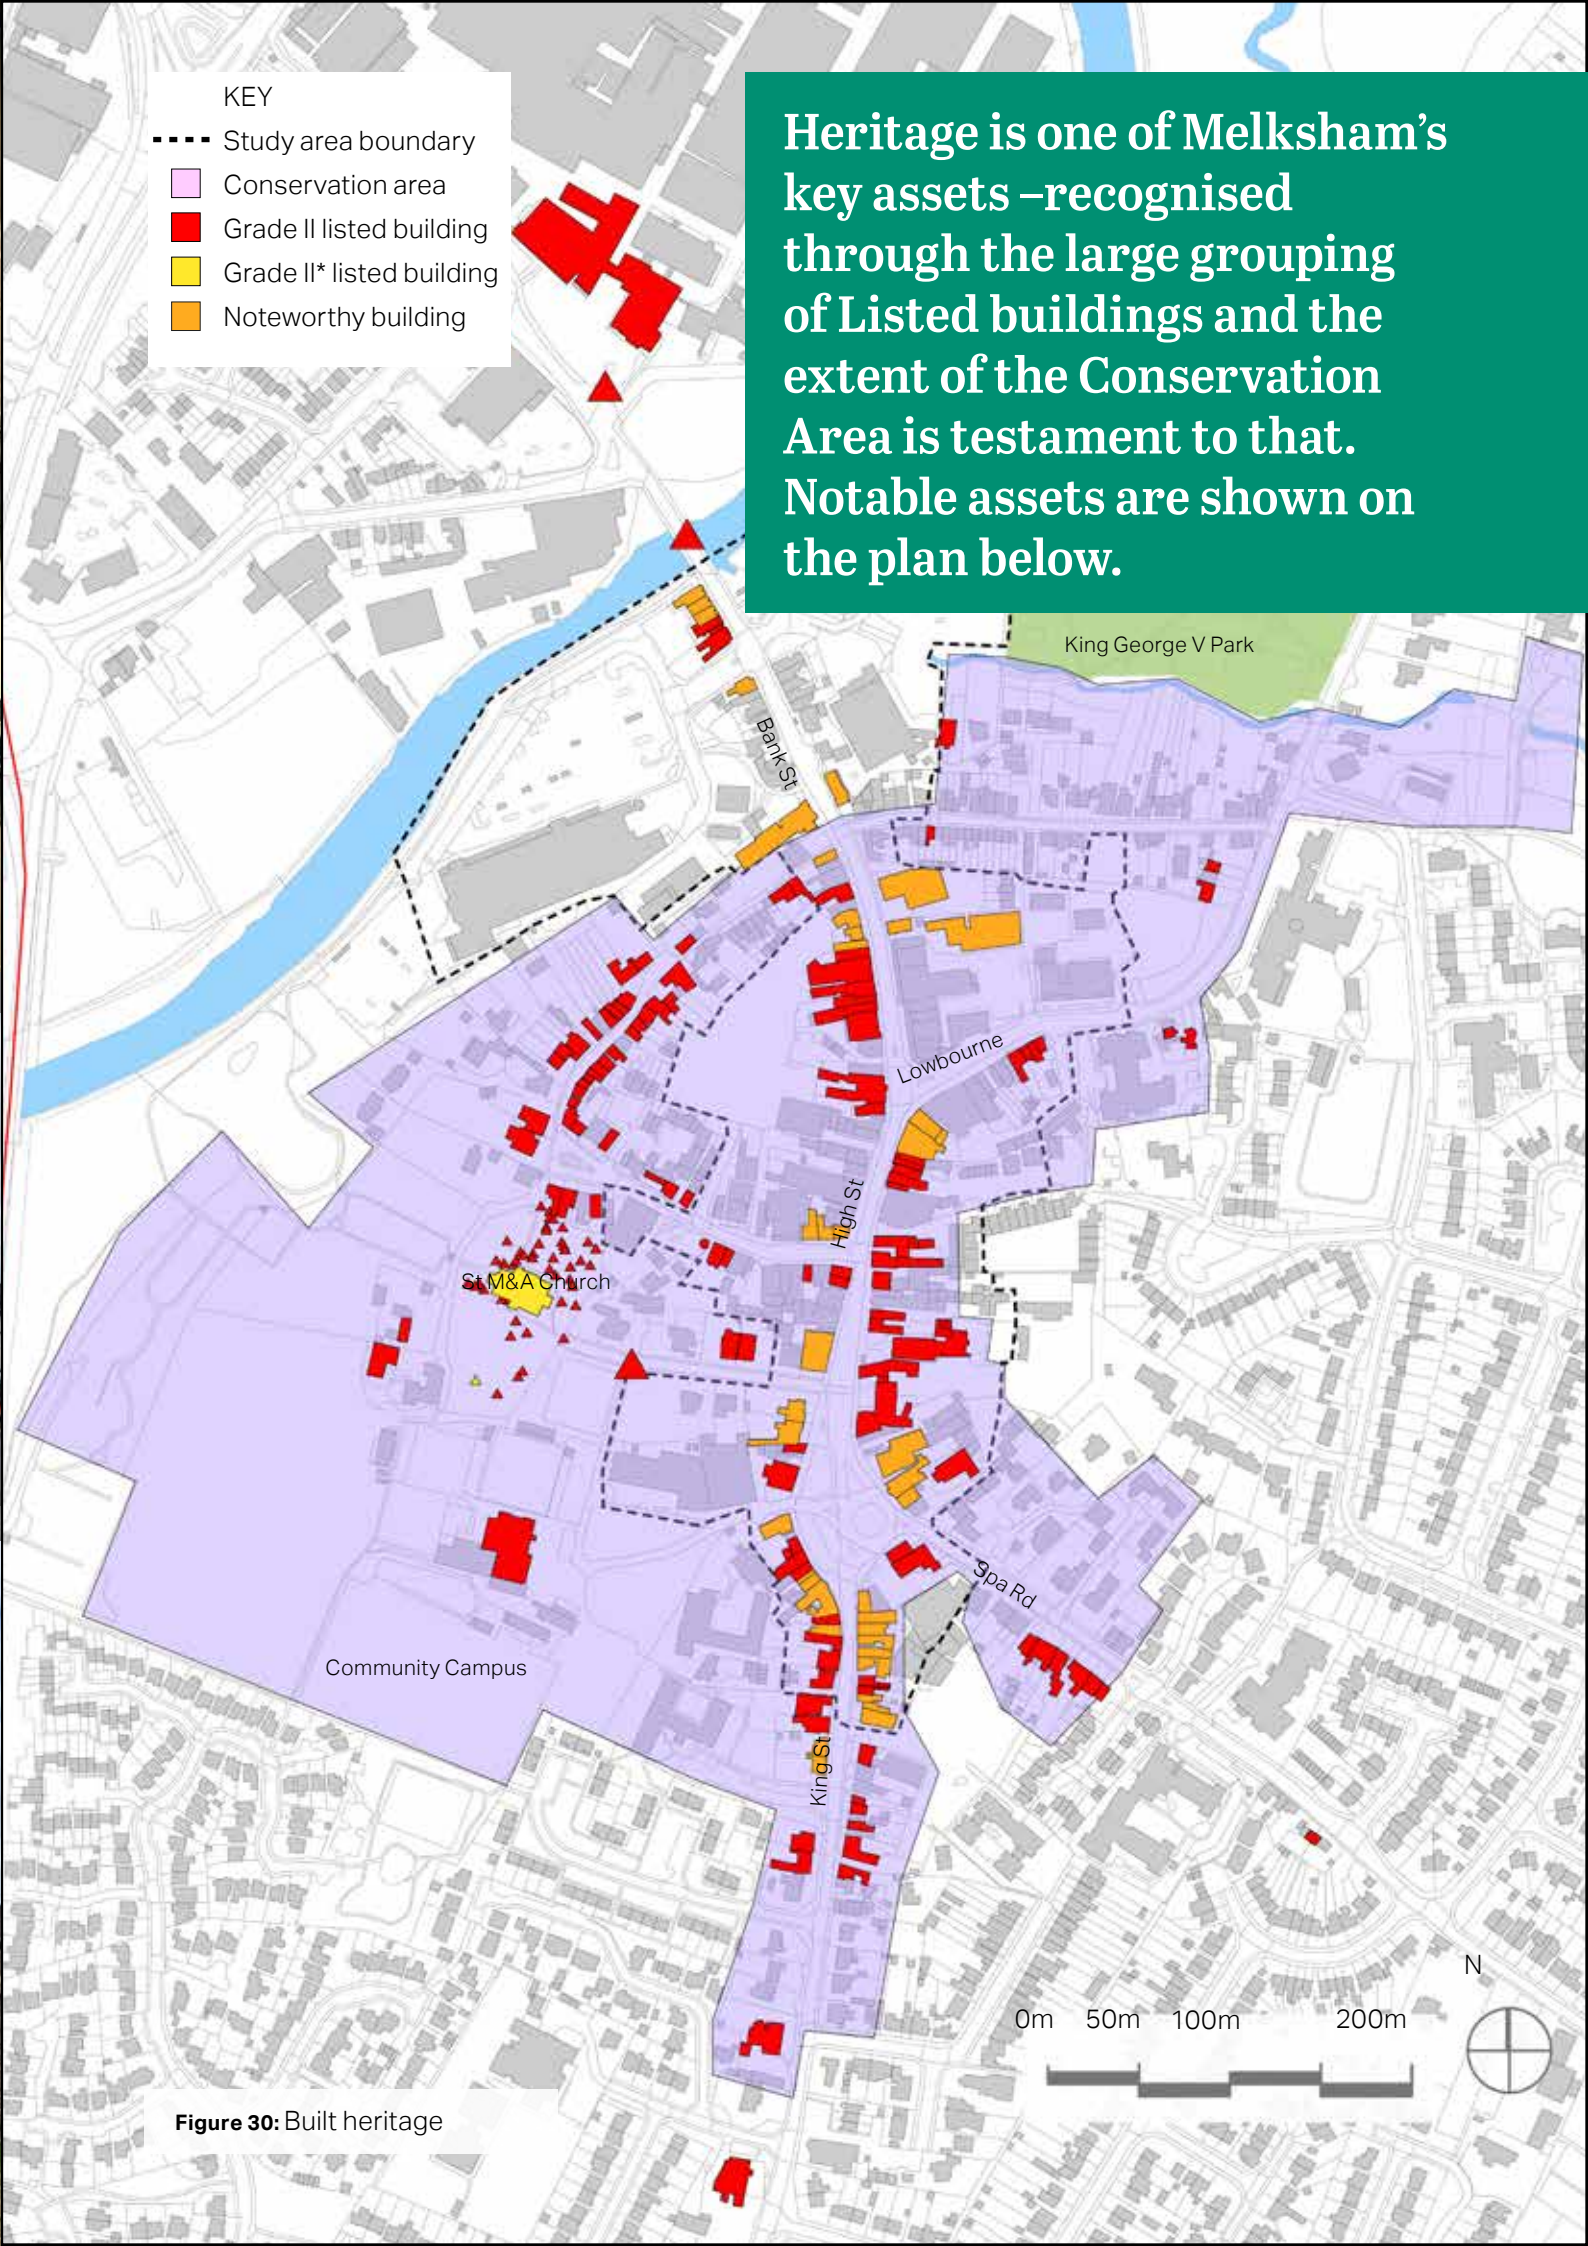 KEY
Study area boundary
Conservation area
Grade II listed building
Grade II* listed building
Noteworthy building
Heritage is one of Melksham’s
key assets –recognised
through the large grouping
of Listed buildings and the
extent of the Conservation
Area is testament to that.
Notable assets are shown on
the plan below.
King George V Park
Bank St
Lowbourne
High St
St M&A Church
Spa Rd
Community Campus
King St
N
0m 50m 100m 200m
Figure 30: Built heritage